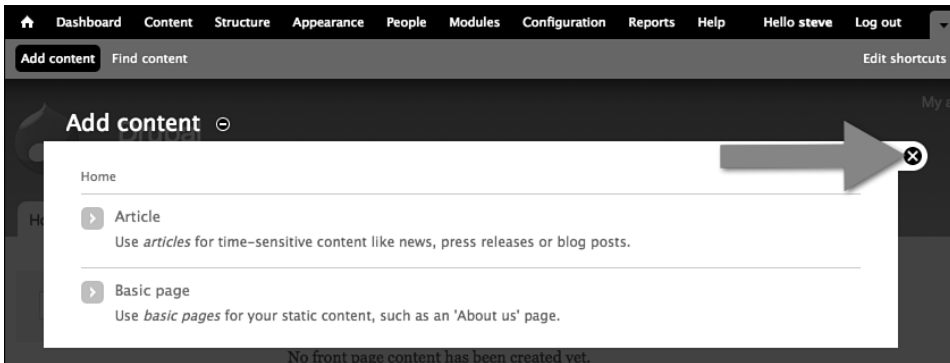 Dashboard Content Structure Appearance People Modules Configuration Reports Help Hello steve Log out
Add content Find content Edit shortcuts
My a
Add content
Drupal
Home
Ho
Article
Use articles for time-sensitive content like news, press releases or blog posts.
Basic page
Use basic pages for your static content, such as an 'About us' page.
No front page content has been created yet.